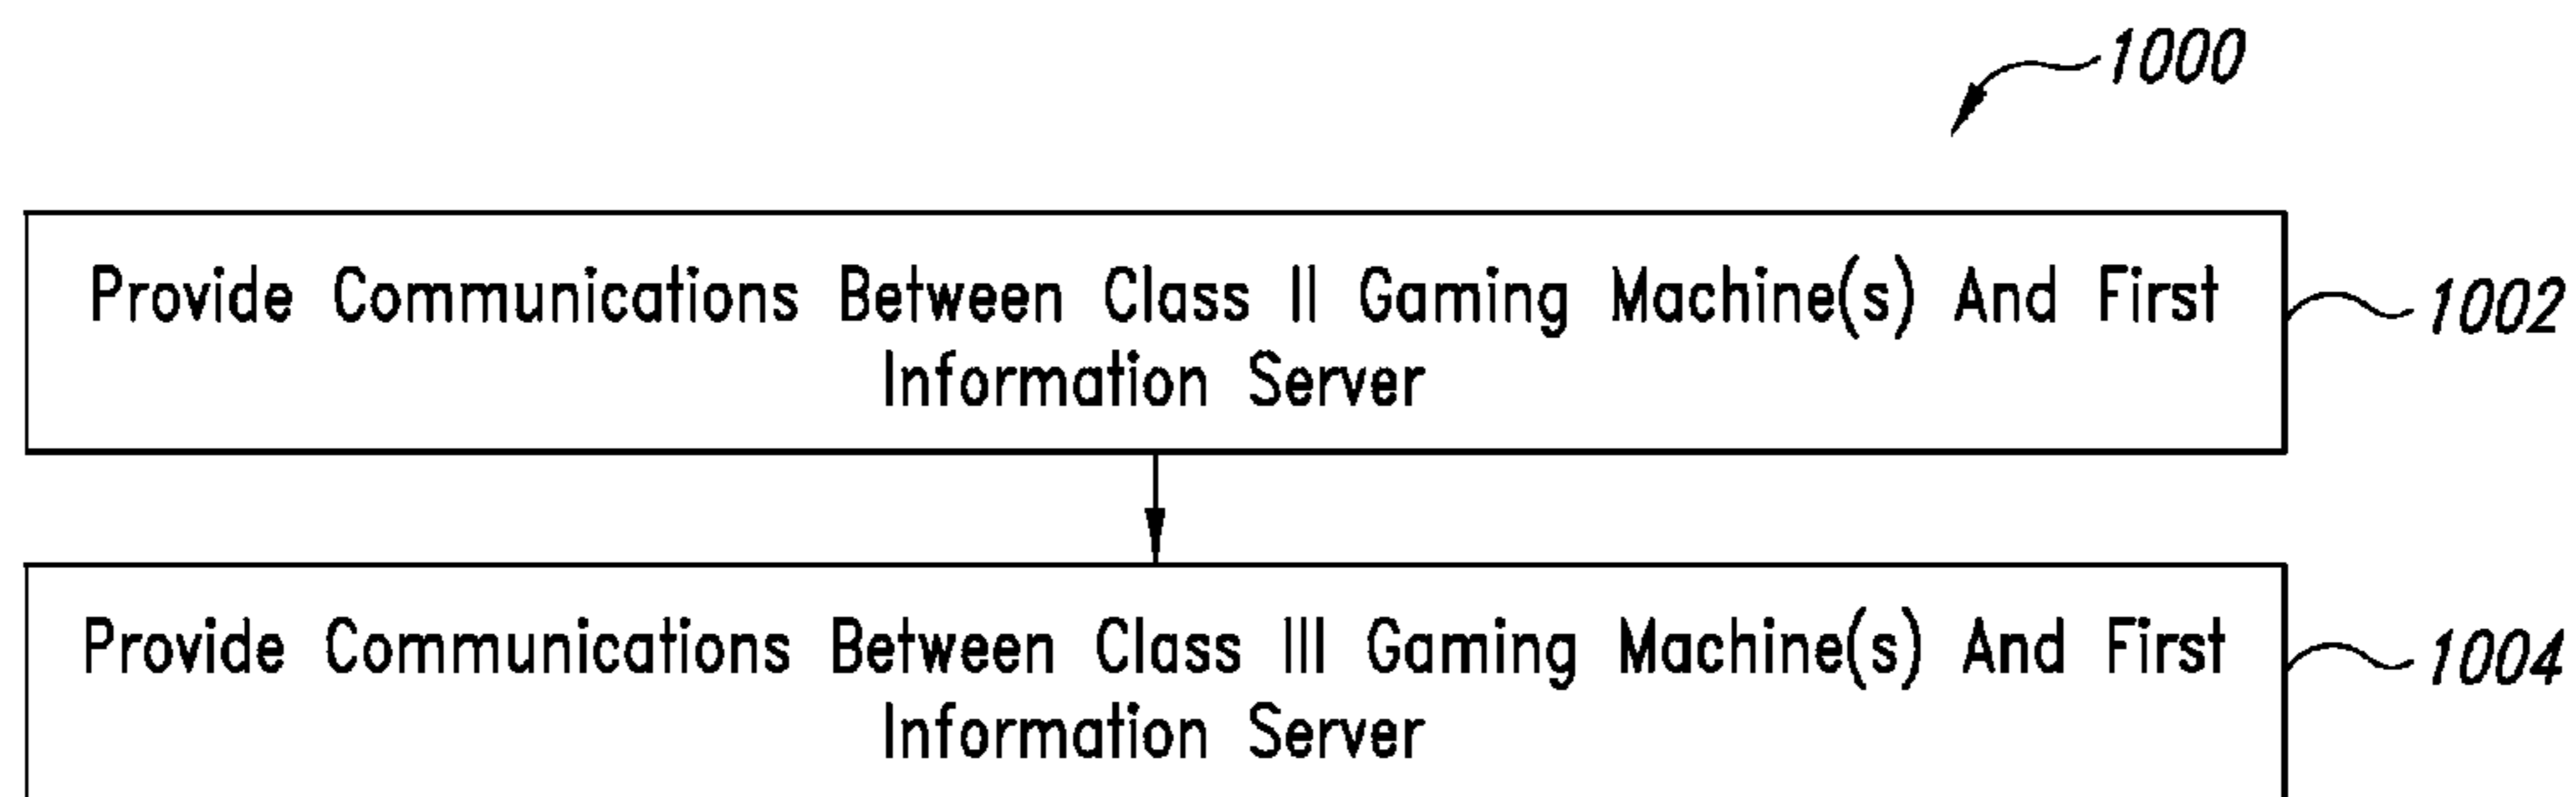 1000
Provide Communications Between Class II Gaming Machine(s) And First
Information Server
1002
Provide Communications Between Class III Gaming Machine(s) And First
Information Server
1004